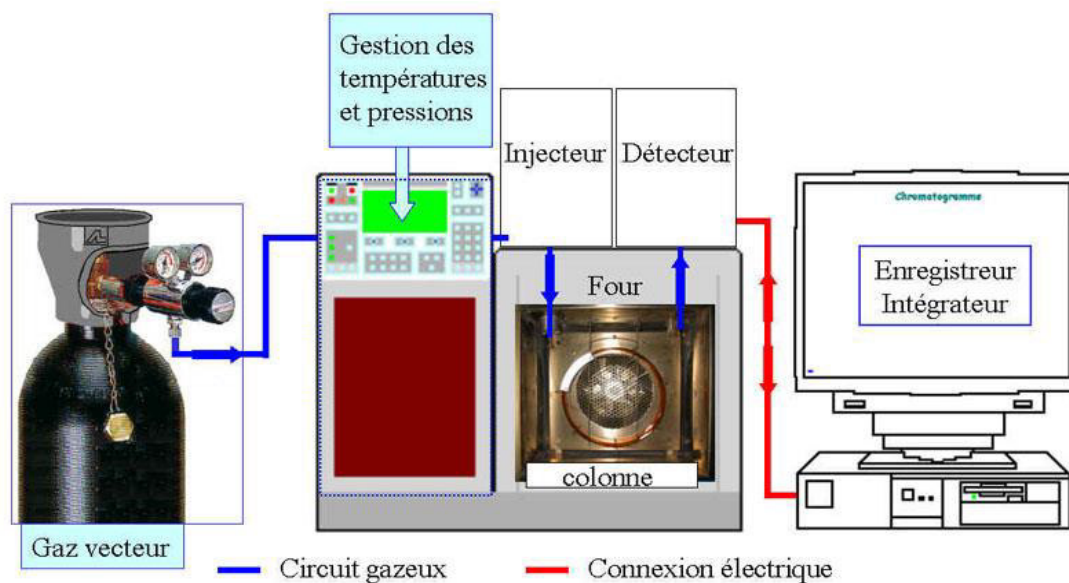 Gestion des
températures
et pressions
Injecteur
Détecteur
Chromatogramme
Enregistreur
Intégrateur
Four
colonne
Gaz vecteur
Circuit gazeux
Connexion électrique